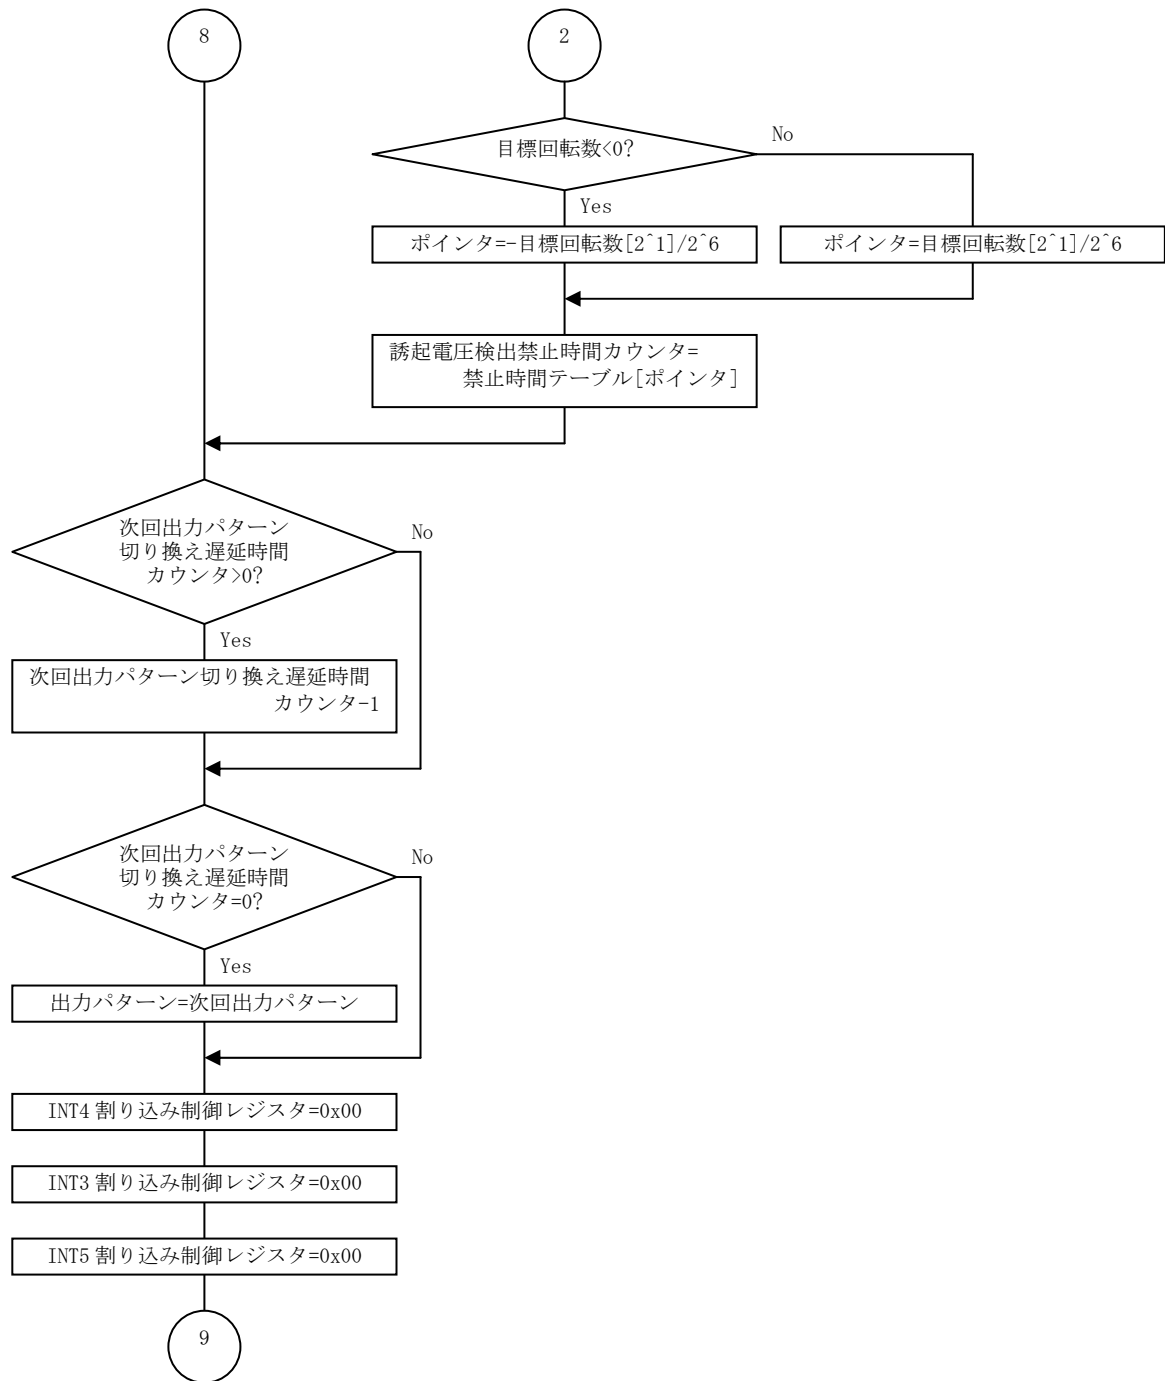 8
2
目標回転数<0?
No
Yes
ポインタ=-目標回転数[2^1]/2^6
ポインタ=目標回転数[2^1]/2^6
誘起電圧検出禁止時間カウンタ=
禁止時間テーブル[ポインタ]
次回出力パターン
切り換え遅延時間
カウンタ>0?
No
Yes
次回出力パターン切り換え遅延時間
カウンタ-1
次回出力パターン
切り換え遅延時間
カウンタ=0?
No
Yes
出力パターン=次回出力パターン
INT4 割り込み制御レジスタ=0x00
INT3 割り込み制御レジスタ=0x00
INT5 割り込み制御レジスタ=0x00
9